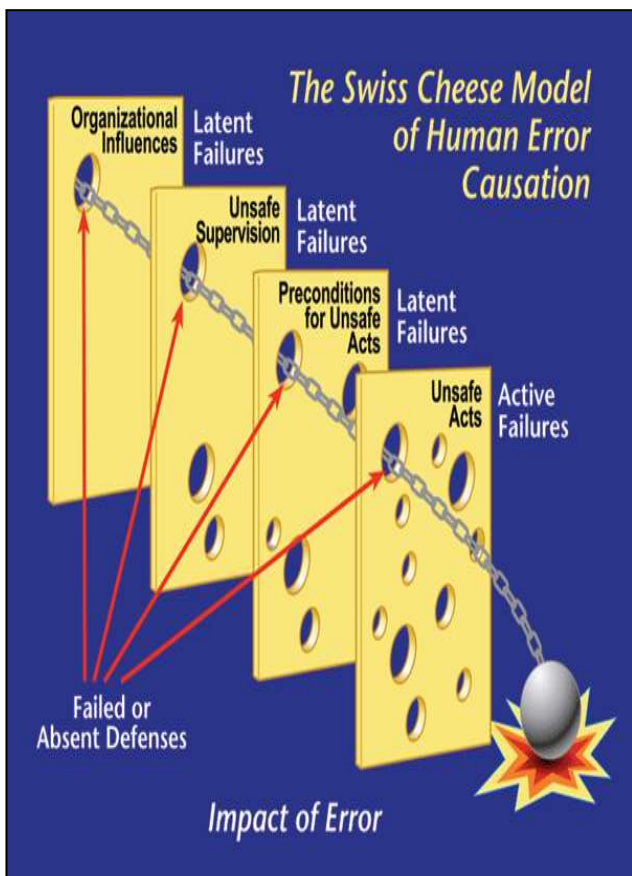 The Swiss Cheese Model
of Human Error
Causation
Organizational
Influences
Latent
Failures
Unsafe
Supervision
Latent
Failures
Preconditions
for Unsafe
Acts
Latent
Failures
Unsafe
Acts
Active
Failures
Failed or
Absent Defenses
Impact of Error